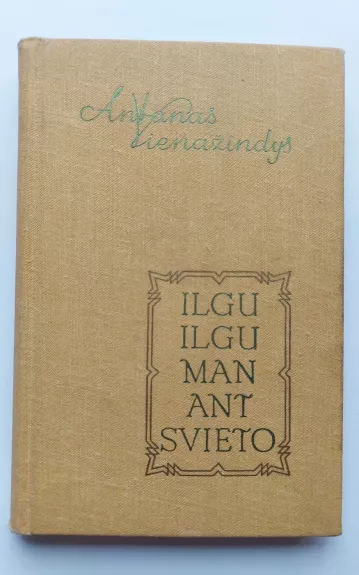 Antanas
Vienažindys
ILGU
ILGU
MAN
ANT
SVIETO